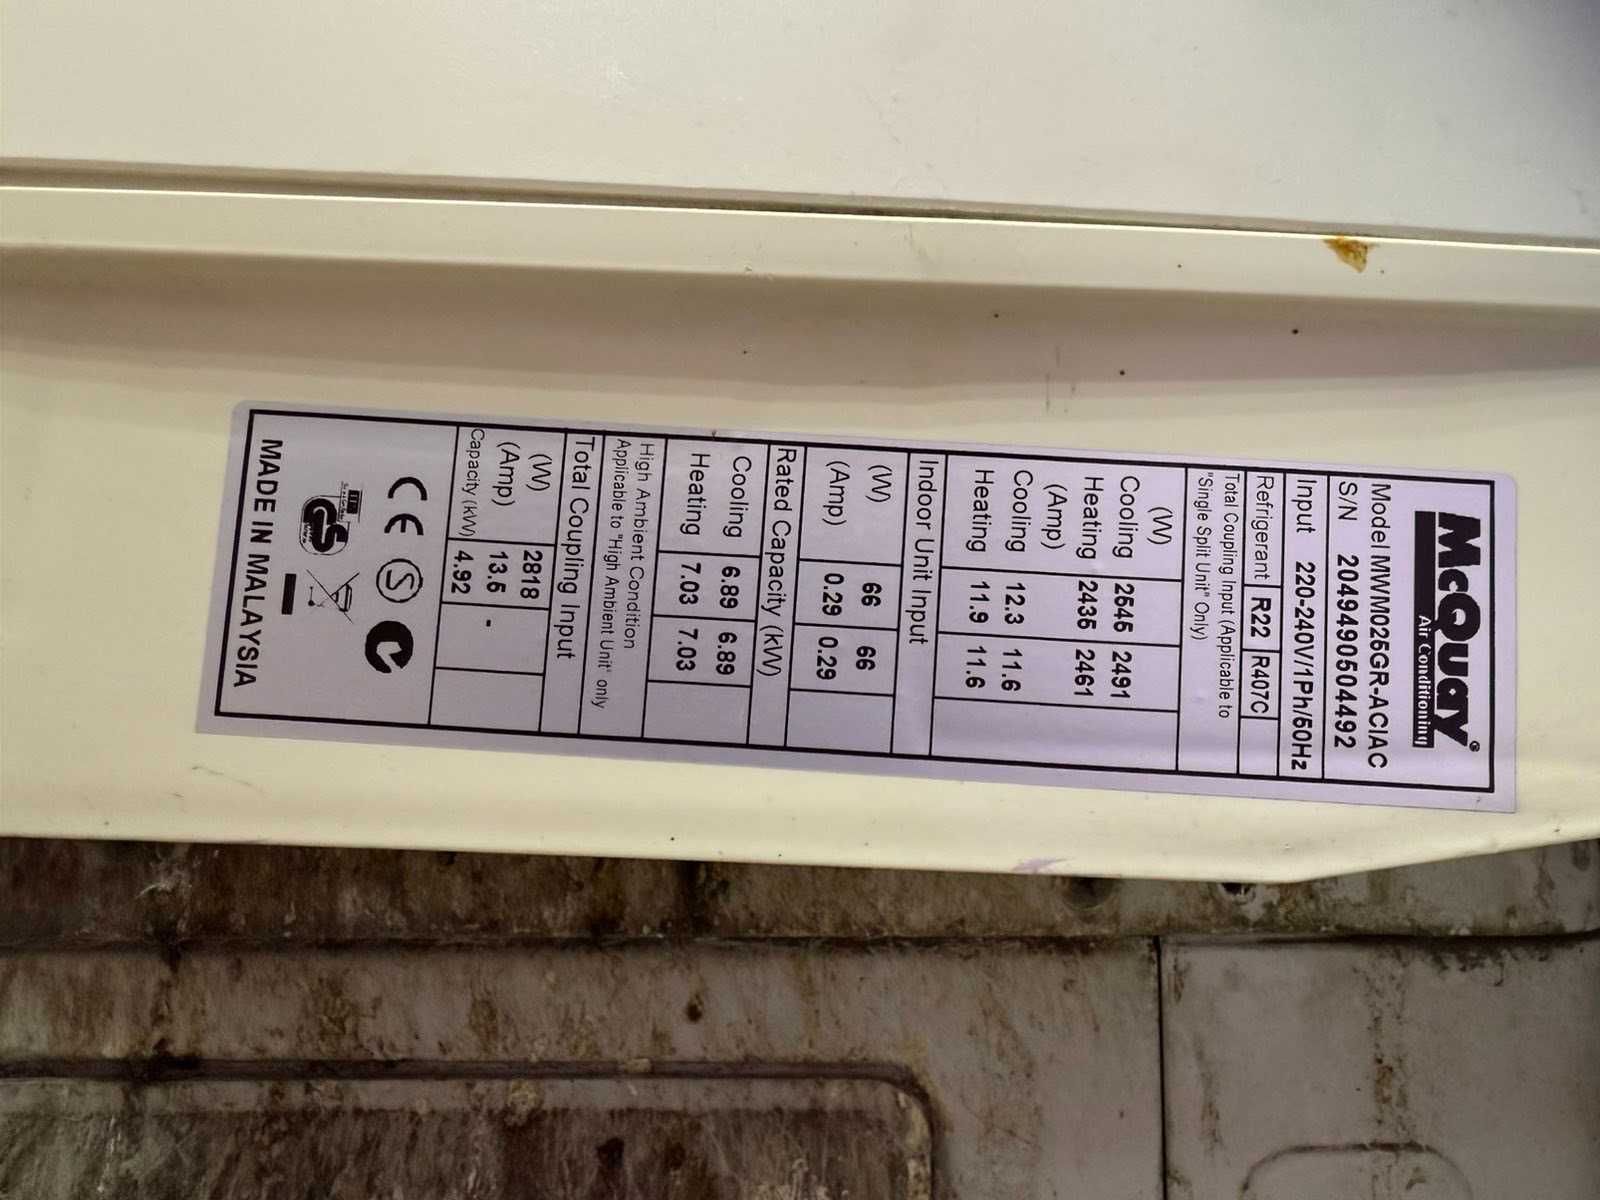 McQuay®
Air Conditioning
Model MWM025GR-ACIAC
S/N 2049490504492
Input 220-240V/1Ph/50Hz
Refrigerant R22 R407C
Total Coupling Input (Applicable to
"Single Split Unit" Only)
(W)
Cooling 2545 2491
Heating 2435 2461
(Amp)
Cooling 12.3 11.6
Heating 11.9 11.6
Indoor Unit Input
(W) 66 66
(Amp) 0.29 0.29
Rated Capacity (kW)
Cooling 6.89 6.89
Heating 7.03 7.03
High Ambient Condition
Applicable to "High Ambient Unit" only
Total Coupling Input
(W) 2818
(Amp) 13.5 -
Capacity (kW) 4.92
CE S C
GS
MADE IN MALAYSIA